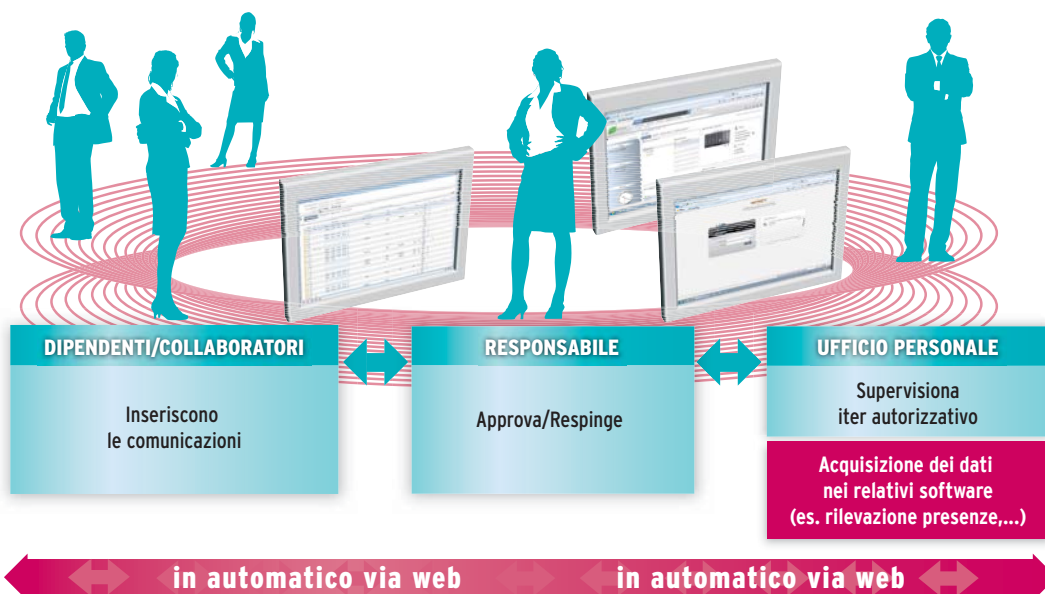 DIPENDENTI/COLLABORATORI
Inseriscono
le comunicazioni
RESPONSABILE
Approva/Respinge
UFFICIO PERSONALE
Supervisiona
iter autorizzativo
Acquisizione dei dati
nei relativi software
(es. rilevazione presenze,...)
in automatico via web
in automatico via web